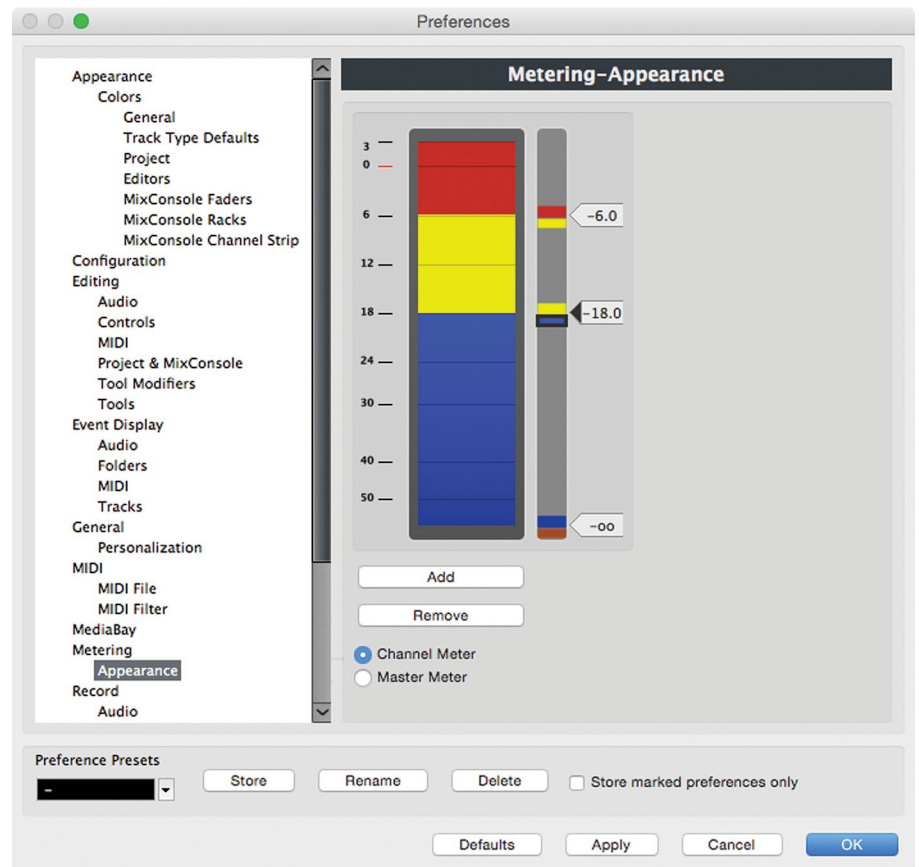 Preferences
Appearance
Colors
General
Track Type Defaults
Project
Editors
MixConsole Faders
MixConsole Racks
MixConsole Channel Strip
Configuration
Editing
Audio
Controls
MIDI
Project & MixConsole
Tool Modifiers
Tools
Event Display
Audio
Folders
MIDI
Tracks
General
Personalization
MIDI
MIDI File
MIDI Filter
MediaBay
Metering
Appearance
Record
Audio
Metering-Appearance
3
0
6
12
18
24
30
40
50
-6.0
-18.0
-oo
Add
Remove
Channel Meter
Master Meter
Preference Presets
-
Store
Rename
Delete
Store marked preferences only
Defaults
Apply
Cancel
OK